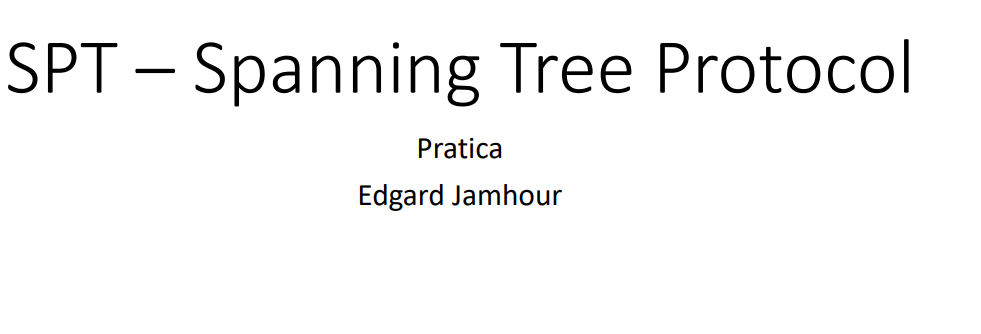 SPT – Spanning Tree Protocol
Pratica
Edgard Jamhour